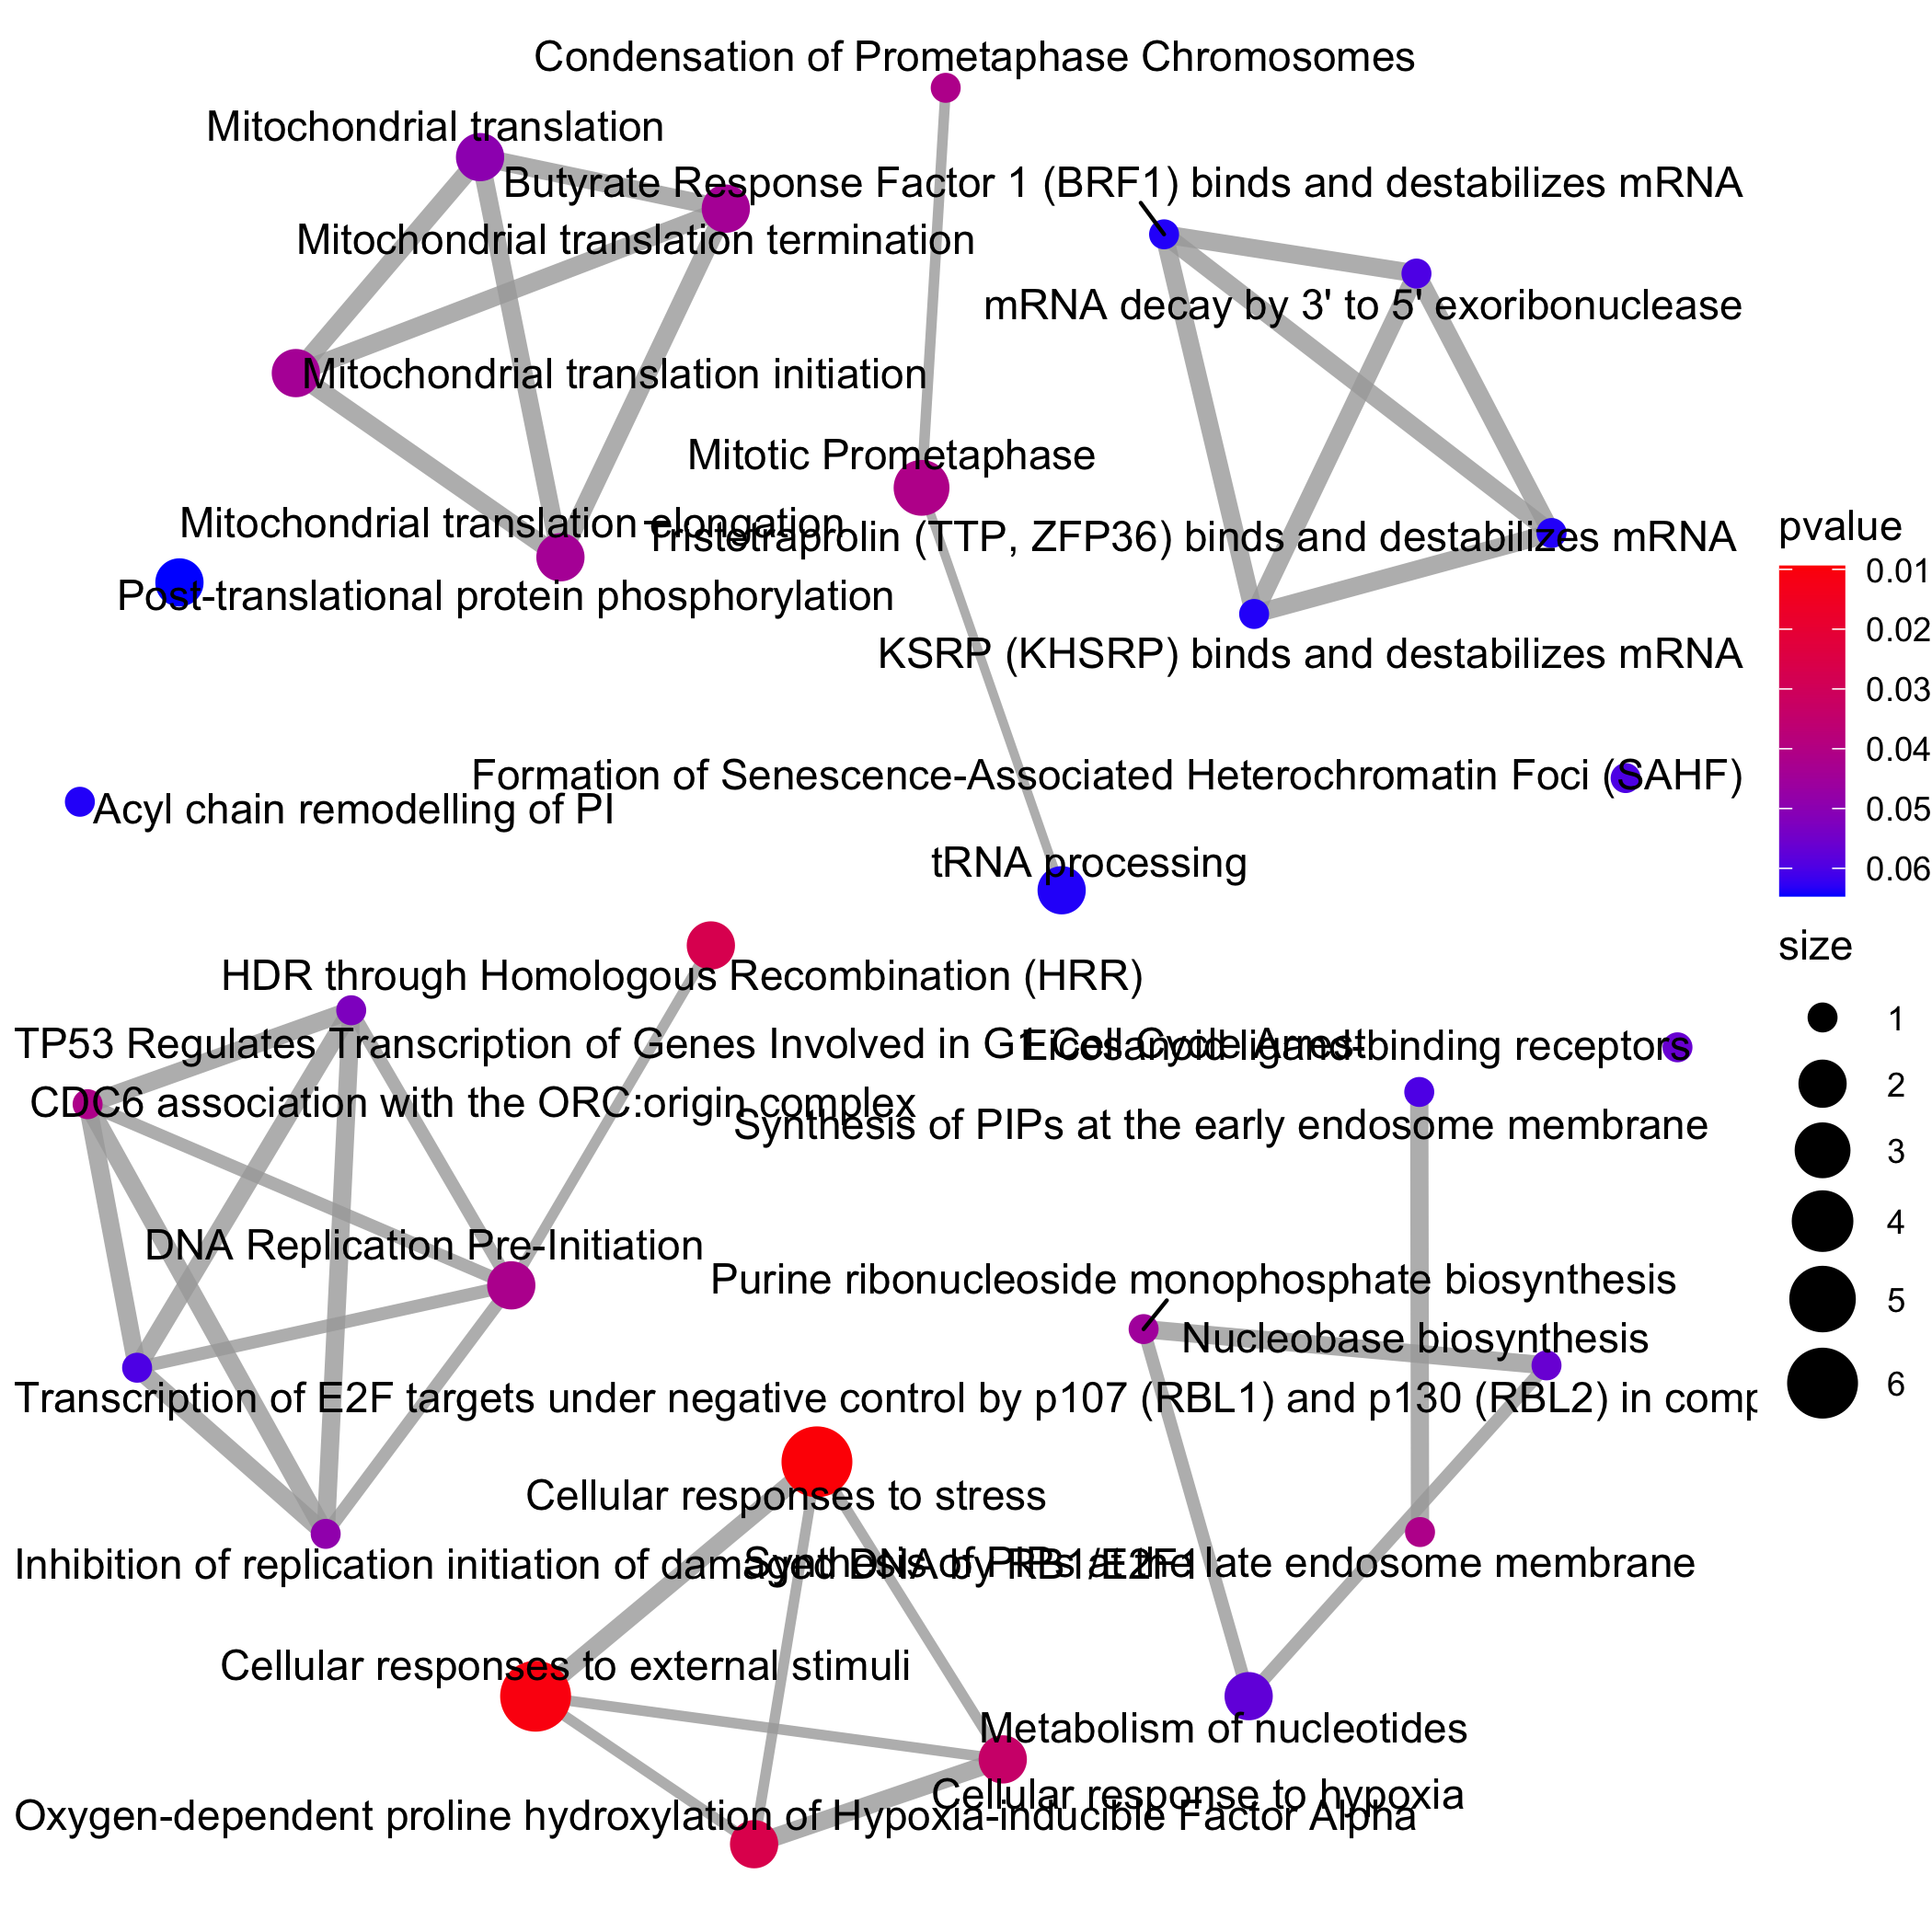 Condensation of Prometaphase Chromosomes
Mitochondrial translation
Butyrate Response Factor 1 (BRF1) binds and destabilizes mRNA
Mitochondrial translation termination
mRNA decay by 3' to 5' exoribonuclease
Mitochondrial translation initiation
Mitotic Prometaphase
Mitochondrial translation elongation
Tristetraprolin (TTP, ZFP36) binds and destabilizes mRNA
Post-translational protein phosphorylation
KSRP (KHSRP) binds and destabilizes mRNA
Formation of Senescence-Associated Heterochromatin Foci (SAHF)
Acyl chain remodelling of PI
tRNA processing
HDR through Homologous Recombination (HRR)
TP53 Regulates Transcription of Genes Involved in G1 Cell Cycle Arrest
Eicosanoid ligand-binding receptors
CDC6 association with the ORC:origin complex
Synthesis of PIPs at the early endosome membrane
DNA Replication Pre-Initiation
Purine ribonucleoside monophosphate biosynthesis
Nucleobase biosynthesis
Transcription of E2F targets under negative control by p107 (RBL1) and p130 (RBL2) in comp
Cellular responses to stress
Inhibition of replication initiation of damaged DNA by RB1/E2F1
Synthesis of PIPs at the late endosome membrane
Cellular responses to external stimuli
Metabolism of nucleotides
Cellular response to hypoxia
Oxygen-dependent proline hydroxylation of Hypoxia-inducible Factor Alpha
pvalue
0.01
0.02
0.03
0.04
0.05
0.06
size
1
2
3
4
5
6